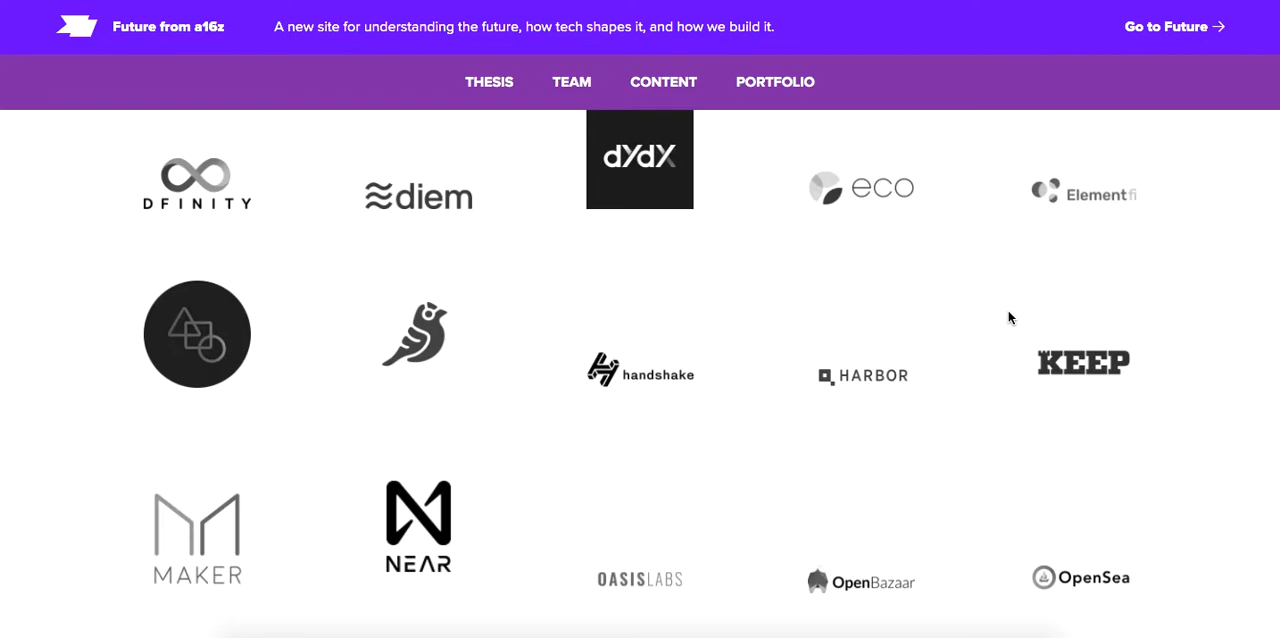 Future from a16z
A new site for understanding the future, how tech shapes it, and how we build it.
Go to Future →
THESIS
TEAM
CONTENT
PORTFOLIO
DFINITY
diem
dYdX
eco
Element fi
handshake
HARBOR
KEEP
MAKER
NEAR
OASISLABS
OpenBazaar
OpenSea